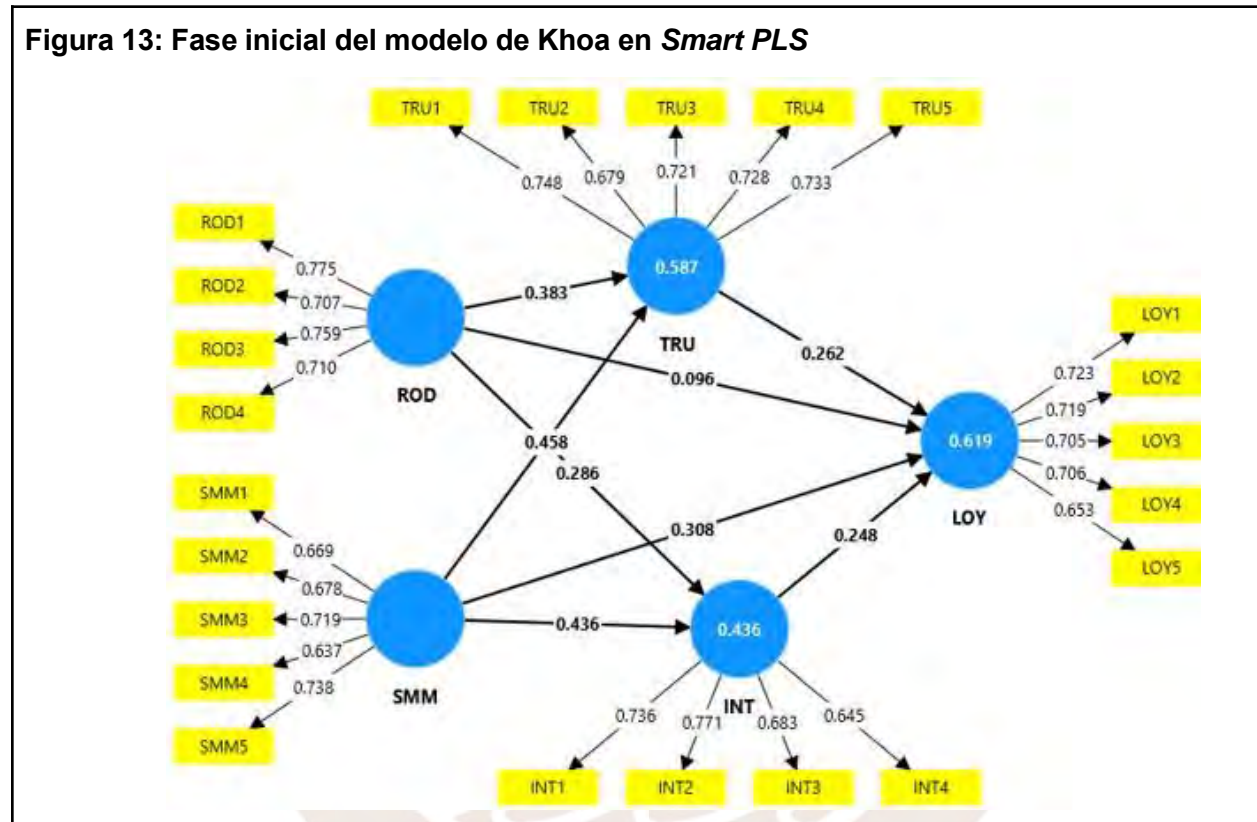 Figura 13: Fase inicial del modelo de Khoa en Smart PLS
TRU1 TRU2 TRU3 TRU4 TRU5
0.748 0.679 0.721 0.728 0.733
ROD1
ROD2
ROD3
ROD4
0.775
0.707
0.759
0.710
ROD
0.383
0.587
TRU
0.262
0.096
0.458
0.286
LOY1
LOY2
LOY3
LOY4
LOY5
0.723
0.719
0.705
0.706
0.653
0.619
LOY
SMM1
SMM2
SMM3
SMM4
SMM5
0.669
0.678
0.719
0.637
0.738
SMM
0.308
0.248
0.436
0.436
INT
0.736 0.771 0.683 0.645
INT1 INT2 INT3 INT4